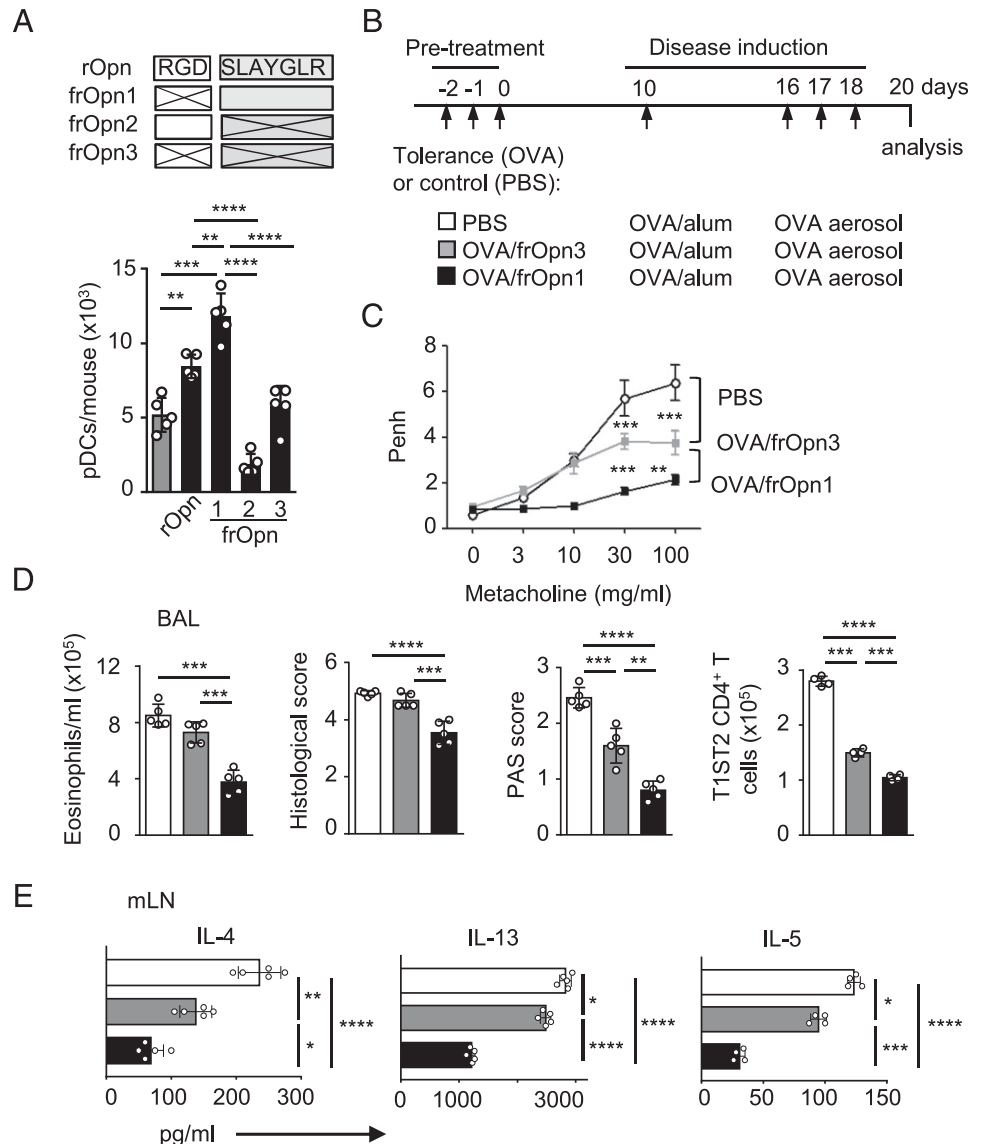 A
rOpn RGD SLAYGLR
frOpn1
frOpn2
frOpn3
****
** ****
*** ****
**
pDCs/mouse (x10³)
15
10
5
0
rOpn 1 2 3
frOpn
B
Pre-treatment Disease induction
-2 -1 0 10 16 17 18 20 days
analysis
Tolerance (OVA)
or control (PBS):
PBS OVA/alum OVA aerosol
OVA/frOpn3 OVA/alum OVA aerosol
OVA/frOpn1 OVA/alum OVA aerosol
C
Penh
8
6
4
2
0
*** ***
*** **
PBS
OVA/frOpn3
OVA/frOpn1
0 3 10 30 100
Metacholine (mg/ml)
D
BAL
Eosinophils/ml (x10⁵)
12
8
4
0
***
***
Histological score
6
4
2
0
****
***
PAS score
3
2
1
0
****
*** **
T1ST2 CD4⁺ T
cells (x10⁵)
3
2
1
0
****
*** ***
E
mLN
IL-4
**
*
****
0 100 200 300
IL-13
*
****
****
0 1000 3000
IL-5
*
***
****
0 50 100 150
pg/ml